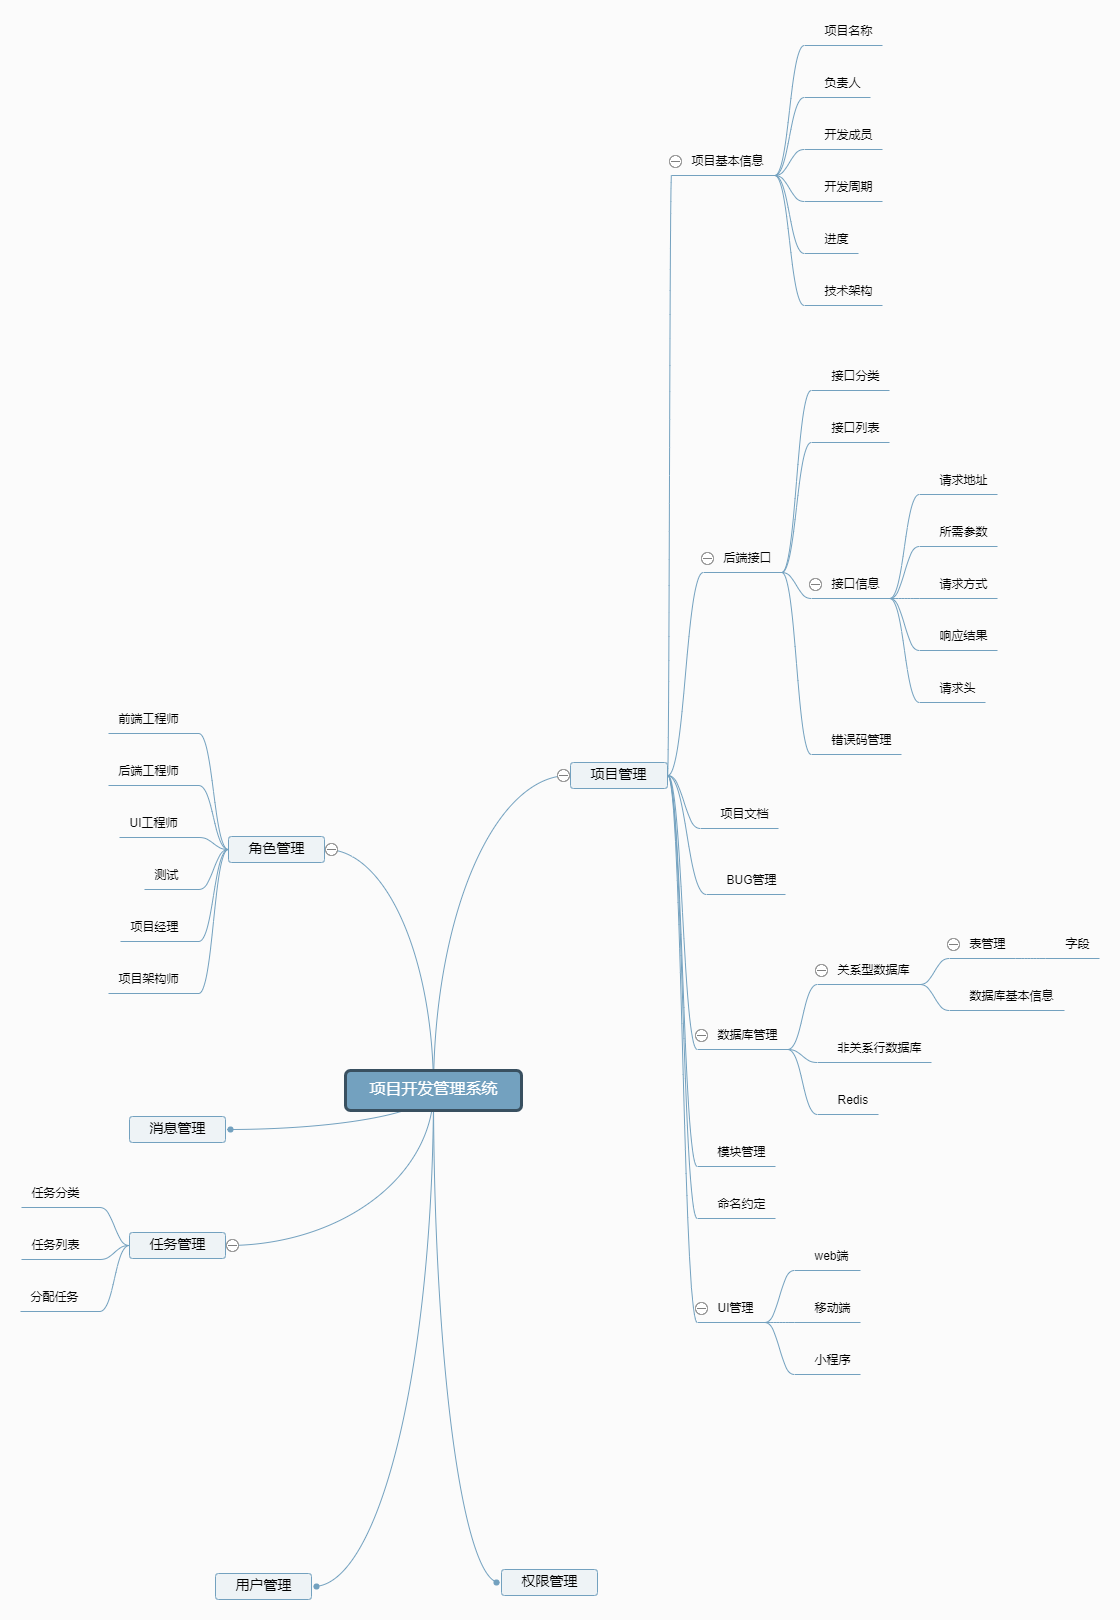 项目开发管理系统
项目管理
项目基本信息
项目名称
负责人
开发成员
开发周期
进度
技术架构
后端接口
接口分类
接口列表
接口信息
请求地址
所需参数
请求方式
响应结果
请求头
错误码管理
项目文档
BUG管理
数据库管理
关系型数据库
表管理
字段
数据库基本信息
非关系行数据库
Redis
模块管理
命名约定
UI管理
web端
移动端
小程序
角色管理
前端工程师
后端工程师
UI工程师
测试
项目经理
项目架构师
消息管理
任务管理
任务分类
任务列表
分配任务
用户管理
权限管理